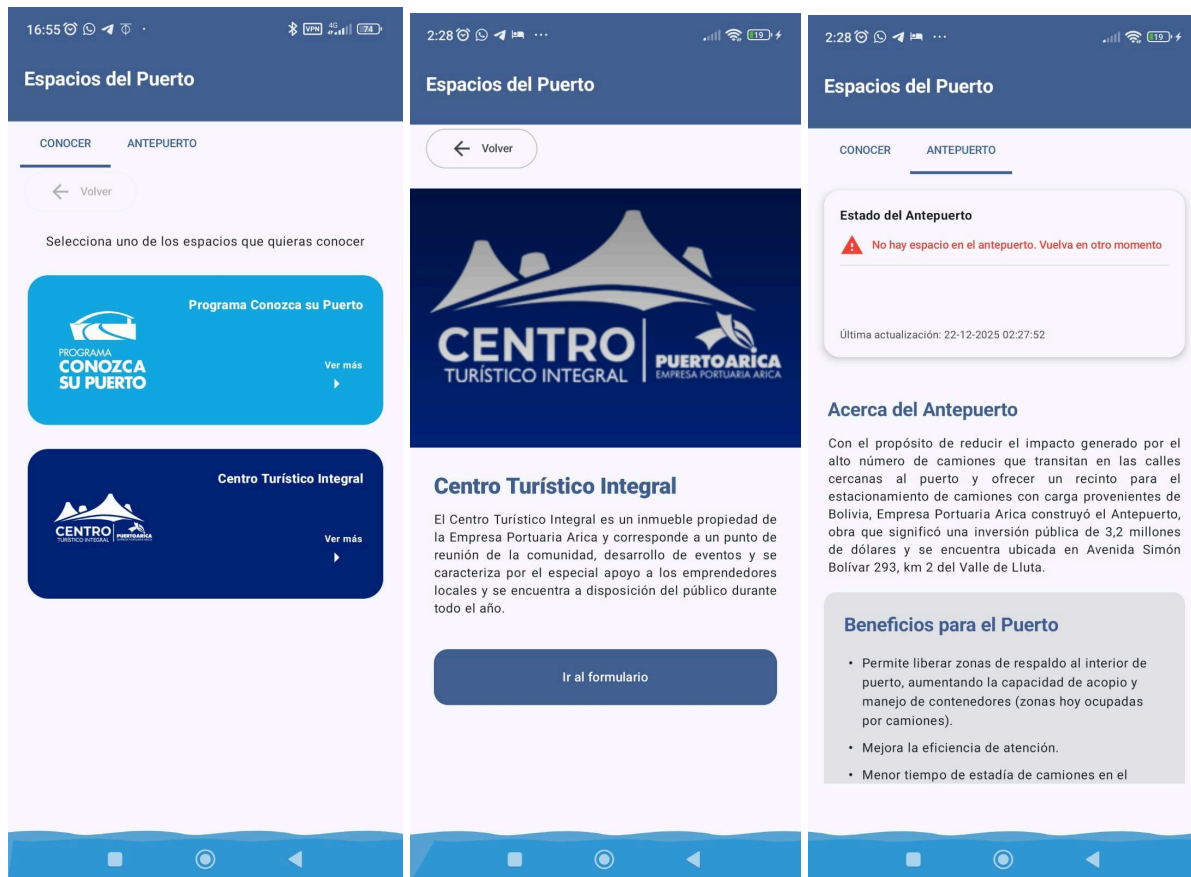 16:55
VPN 4G 74
Espacios del Puerto
CONOCER ANTEPUERTO
Volver
Selecciona uno de los espacios que quieras conocer
Programa Conozca su Puerto
PROGRAMA
CONOZCA
SU PUERTO
Ver más
Centro Turístico Integral
CENTRO
TURÍSTICO INTEGRAL
PUERTOARICA
Ver más
2:28
19
Espacios del Puerto
Volver
CENTRO
TURÍSTICO INTEGRAL
PUERTOARICA
EMPRESA PORTUARIA ARICA
Centro Turístico Integral
El Centro Turístico Integral es un inmueble propiedad de
la Empresa Portuaria Arica y corresponde a un punto de
reunión de la comunidad, desarrollo de eventos y se
caracteriza por el especial apoyo a los emprendedores
locales y se encuentra a disposición del público durante
todo el año.
Ir al formulario
2:28
19
Espacios del Puerto
CONOCER ANTEPUERTO
Estado del Antepuerto
No hay espacio en el antepuerto. Vuelva en otro momento
Última actualización: 22-12-2025 02:27:52
Acerca del Antepuerto
Con el propósito de reducir el impacto generado por el
alto número de camiones que transitan en las calles
cercanas al puerto y ofrecer un recinto para el
estacionamiento de camiones con carga provenientes de
Bolivia, Empresa Portuaria Arica construyó el Antepuerto,
obra que significó una inversión pública de 3,2 millones
de dólares y se encuentra ubicada en Avenida Simón
Bolívar 293, km 2 del Valle de Lluta.
Beneficios para el Puerto
• Permite liberar zonas de respaldo al interior de
puerto, aumentando la capacidad de acopio y
manejo de contenedores (zonas hoy ocupadas
por camiones).
• Mejora la eficiencia de atención.
• Menor tiempo de estadía de camiones en el